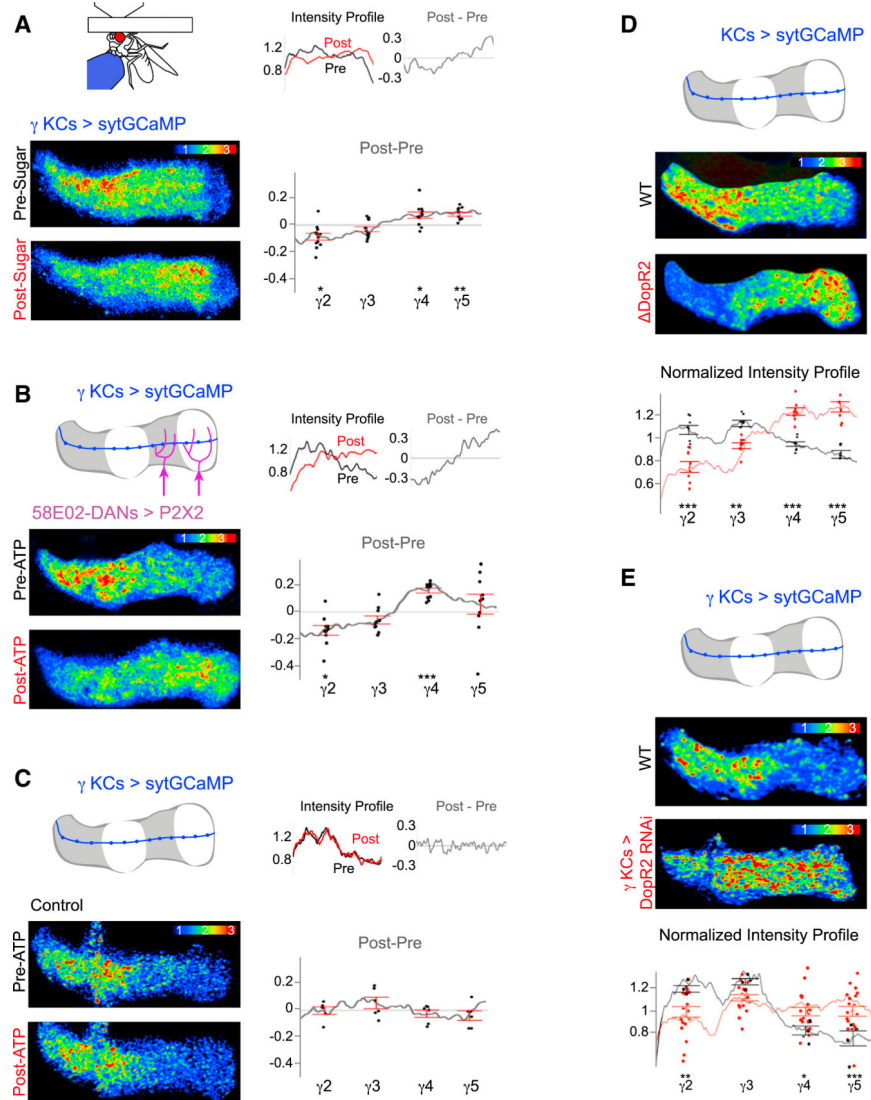 A
Intensity Profile
Post - Pre
1.2
0.8
Post
Pre
0.3
0
-0.3
γ KCs > sytGCaMP
Pre-Sugar
1 2 3
Post-Sugar
Post-Pre
0.2
0
-0.2
-0.4
* * **
γ2 γ3 γ4 γ5
B
γ KCs > sytGCaMP
58E02-DANs > P2X2
Intensity Profile
Post - Pre
1.2
0.8
Post
Pre
0.3
0
-0.3
Pre-ATP
1 2 3
Post-ATP
Post-Pre
0.2
0
-0.2
-0.4
* ***
γ2 γ3 γ4 γ5
C
γ KCs > sytGCaMP
Intensity Profile
Post - Pre
1.2
0.8
Post
Pre
0.3
0
-0.3
Control
Pre-ATP
1 2 3
Post-ATP
Post-Pre
0.2
0
-0.2
-0.4
γ2 γ3 γ4 γ5
D
KCs > sytGCaMP
WT
1 2 3
ΔDopR2
Normalized Intensity Profile
1.2
1
0.8
0.6
*** ** *** ***
γ2 γ3 γ4 γ5
E
γ KCs > sytGCaMP
WT
1 2 3
γ KCs >
DopR2 RNAi
1 2 3
Normalized Intensity Profile
1.2
1
0.8
** * ***
γ2 γ3 γ4 γ5